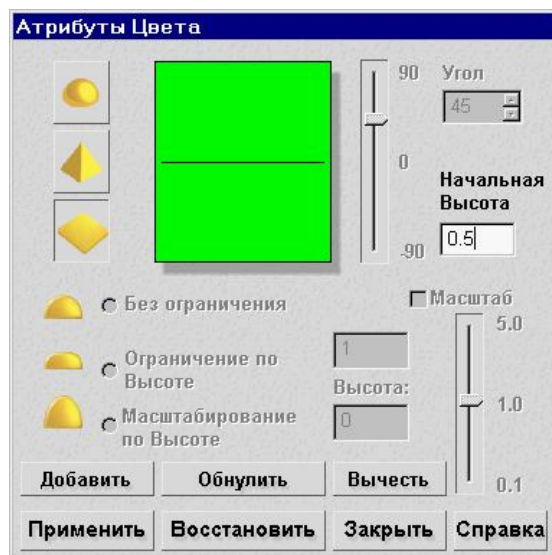 Атрибуты Цвета
90
Угол
45
0
Начальная
Высота
0.5
-90
Без ограничения
Масштаб
5.0
Ограничение по
Высоте
1
Высота:
1.0
Масштабирование
по Высоте
0
0.1
Добавить
Обнулить
Вычесть
Применить
Восстановить
Закрыть
Справка